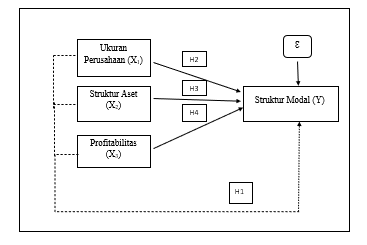 Ukuran
Perusahaan (X₁)
H2
ε
Struktur Aset
(X₂)
H3
Struktur Modal (Y)
H4
Profitabilitas
(X₃)
H1